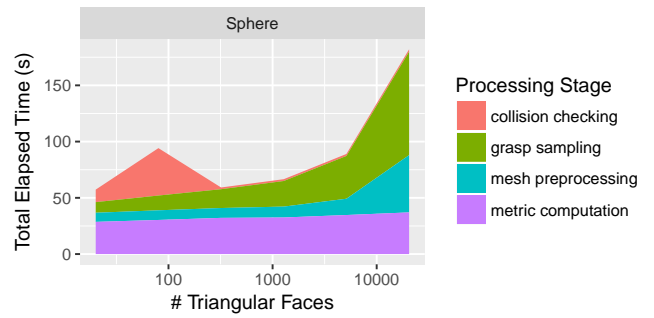 Sphere
Total Elapsed Time (s)
150
100
50
0
100
1000
10000
# Triangular Faces
Processing Stage
collision checking
grasp sampling
mesh preprocessing
metric computation